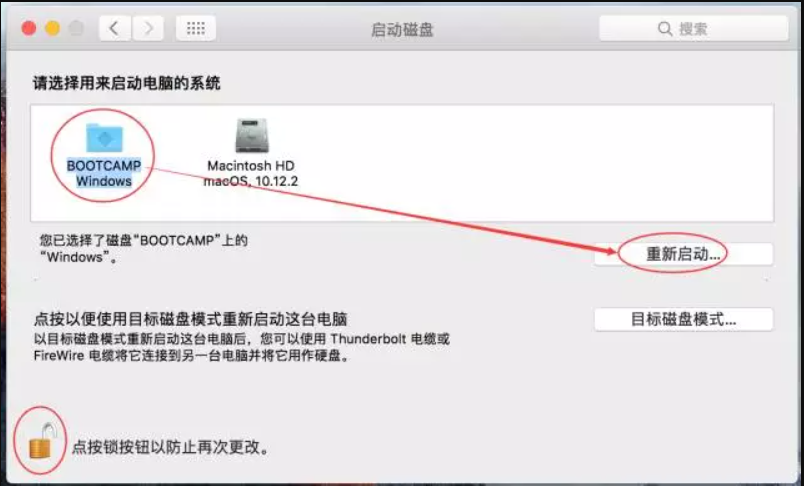 启动磁盘
搜索
请选择用来启动电脑的系统
BOOTCAMP
Windows
Macintosh HD
macOS, 10.12.2
您已选择了磁盘“BOOTCAMP”上的
“Windows”。
重新启动...
点按以便使用目标磁盘模式重新启动这台电脑
以目标磁盘模式重新启动这台电脑后，您可以使用 Thunderbolt 电缆或
FireWire 电缆将它连接到另一台电脑并将它用作硬盘。
目标磁盘模式...
点按锁按钮以防止再次更改。